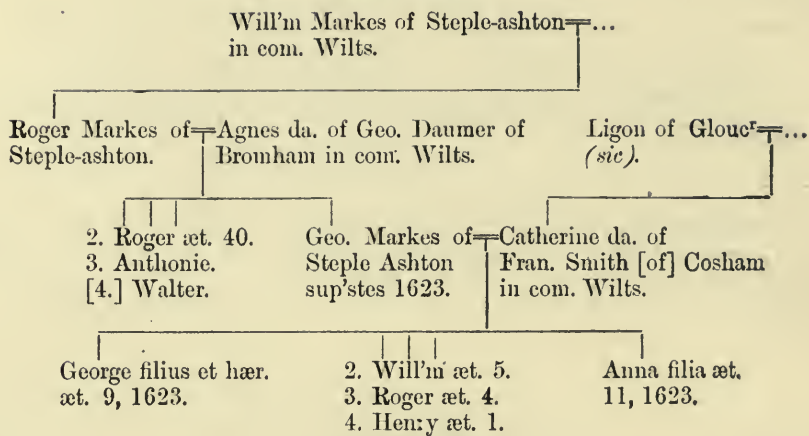 Will'm Markes of Steple-ashton=...
in com. Wilts.
Roger Markes of=Agnes da. of Geo. Daumer of
Steple-ashton. Bromham in com. Wilts.
Ligon of Glouc^r=...
(sic).
2. Roger æt. 40.
3. Anthonie.
[4.] Walter.
Geo. Markes of=Catherine da. of
Steple Ashton Fran. Smith [of] Cosham
sup'stes 1623. in com. Wilts.
George filius et hær.
æt. 9, 1623.
2. Will'm æt. 5.
3. Roger æt. 4.
4. Henry æt. 1.
Anna filia æt.
11, 1623.